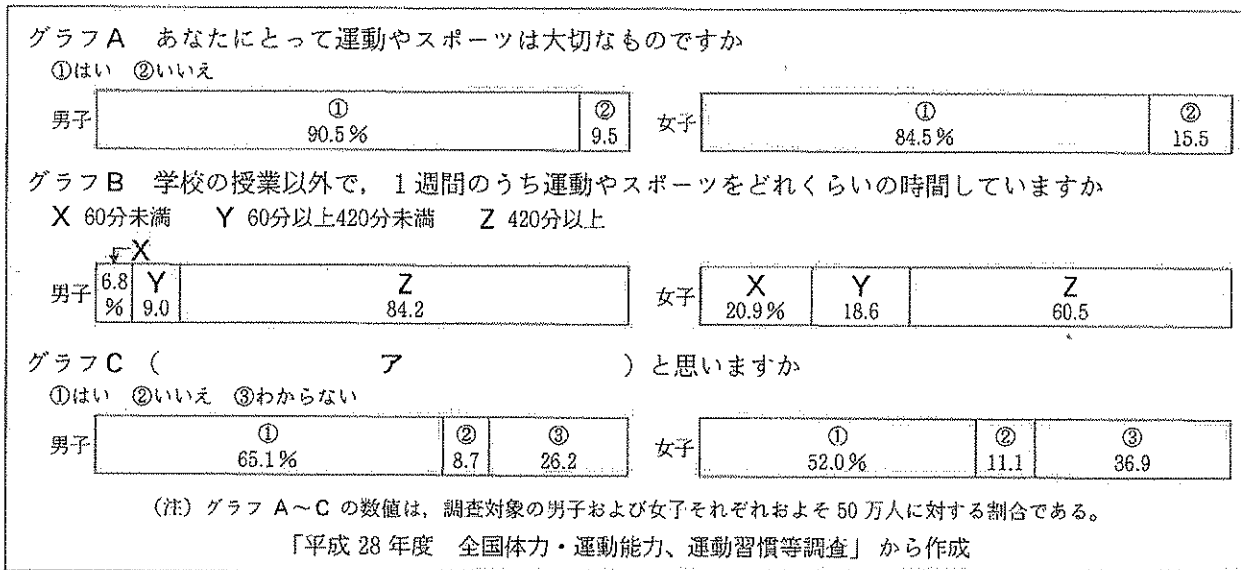 グラフA　あなたにとって運動やスポーツは大切なものですか
①はい　②いいえ
男子 ① 90.5% ② 9.5　女子 ① 84.5% ② 15.5
グラフB　学校の授業以外で，1週間のうち運動やスポーツをどれくらいの時間していますか
X 60分未満　Y 60分以上420分未満　Z 420分以上
男子 X 6.8% Y 9.0 Z 84.2　女子 X 20.9% Y 18.6 Z 60.5
グラフC（　ア　）と思いますか
①はい　②いいえ　③わからない
男子 ① 65.1% ② 8.7 ③ 26.2　女子 ① 52.0% ② 11.1 ③ 36.9
(注) グラフ A～C の数値は，調査対象の男子および女子それぞれおよそ50万人に対する割合である。
「平成28年度　全国体力・運動能力、運動習慣等調査」から作成